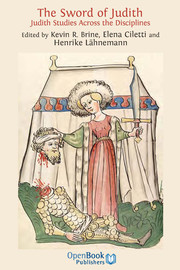 The Sword of Judith
Judith Studies Across the Disciplines
Edited by Kevin R. Brine, Elena Ciletti and
Henrike Lähnemann
OpenBook
Publishers